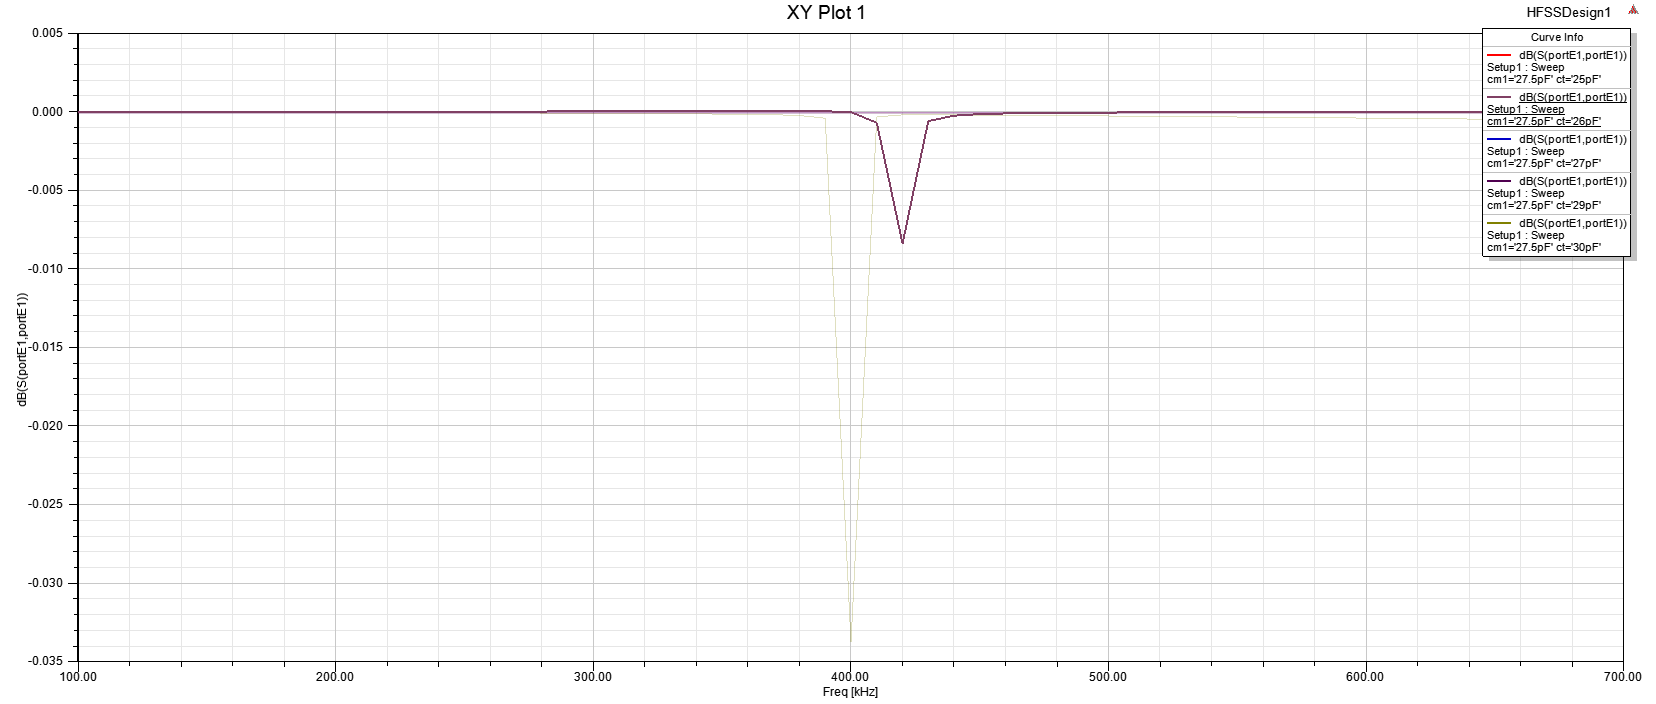 XY Plot 1
HFSSDesign1
Curve Info
dB(S(portE1,portE1))
Setup1 : Sweep
cm1='27.5pF' ct='25pF'
dB(S(portE1,portE1))
Setup1 : Sweep
cm1='27.5pF' ct='26pF'
dB(S(portE1,portE1))
Setup1 : Sweep
cm1='27.5pF' ct='27pF'
dB(S(portE1,portE1))
Setup1 : Sweep
cm1='27.5pF' ct='29pF'
dB(S(portE1,portE1))
Setup1 : Sweep
cm1='27.5pF' ct='30pF'
dB(S(portE1,portE1))
0.005
0.000
-0.005
-0.010
-0.015
-0.020
-0.025
-0.030
-0.035
100.00 200.00 300.00 400.00 500.00 600.00 700.00
Freq [kHz]